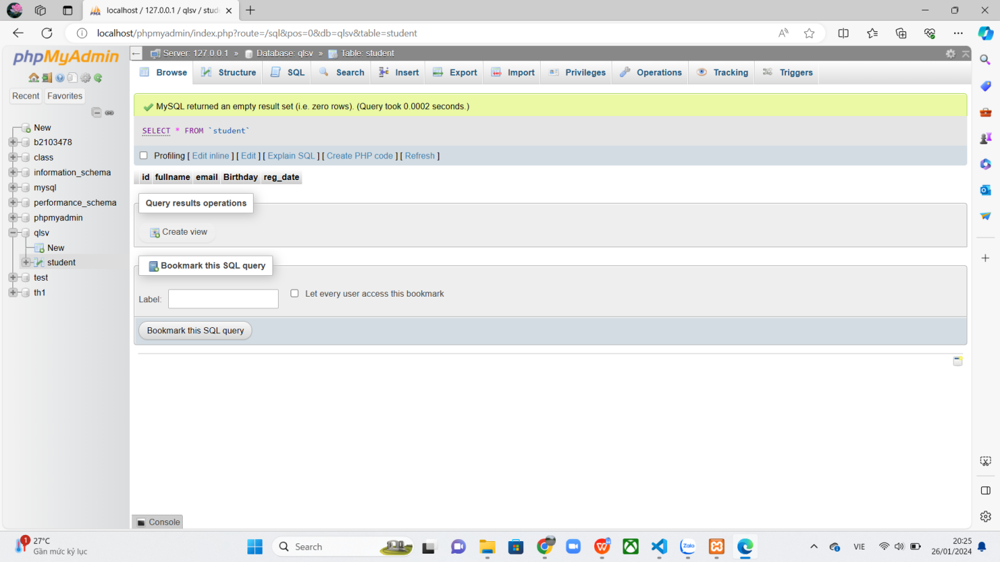 localhost / 127.0.0.1 / qlsv / stud
localhost/phpmyadmin/index.php?route=/sql&pos=0&db=qlsv&table=student
phpMyAdmin
Recent
Favorites
New
b2103478
class
information_schema
mysql
performance_schema
phpmyadmin
qlsv
New
student
test
th1
Server: 127.0.0.1 » Database: qlsv » Table: student
Browse Structure SQL Search Insert Export Import Privileges Operations Tracking Triggers
MySQL returned an empty result set (i.e. zero rows). (Query took 0.0002 seconds.)
SELECT * FROM `student`
Profiling [ Edit inline ] [ Edit ] [ Explain SQL ] [ Create PHP code ] [ Refresh ]
id fullname email Birthday reg_date
Query results operations
Create view
Bookmark this SQL query
Label:
Let every user access this bookmark
Bookmark this SQL query
Console
1
27°C
Gần mức kỷ lục
Search
Zalo
VIE
20:25
26/01/2024